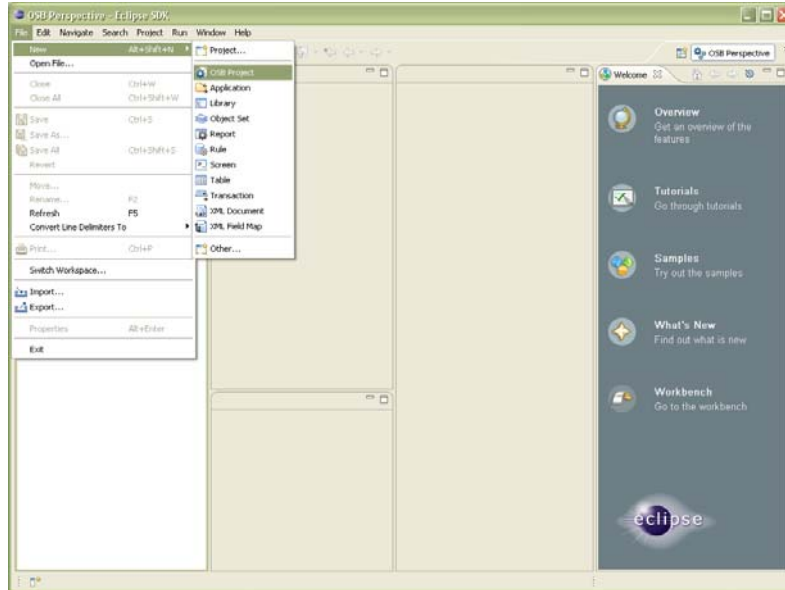 OSB Perspective - Eclipse SDK
File Edit Navigate Search Project Run Window Help
New Alt+Shift+N
Open File...
Close Ctrl+W
Close All Ctrl+Shift+W
Save Ctrl+S
Save As...
Save All Ctrl+Shift+S
Revert
Move...
Rename... F2
Refresh F5
Convert Line Delimiters To
Print... Ctrl+P
Switch Workspace...
Import...
Export...
Properties Alt+Enter
Exit
Project...
OSB Project
Application
Library
Object Set
Report
Rule
Screen
Table
Transaction
XML Document
XML Field Map
Other...
OSB Perspective
Welcome
Overview
Get an overview of the
features
Tutorials
Go through tutorials
Samples
Try out the samples
What's New
Find out what is new
Workbench
Go to the workbench
eclipse